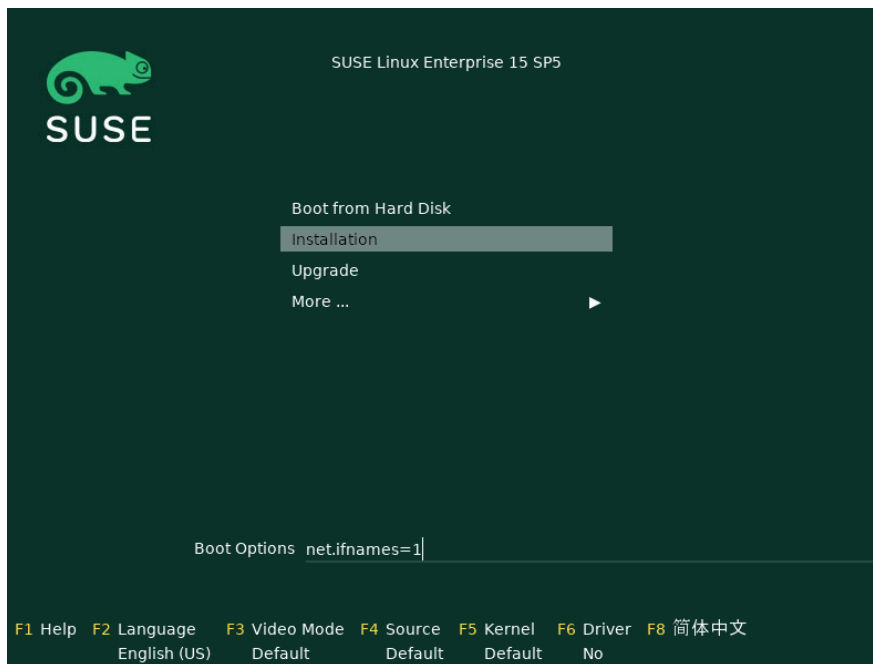 SUSE Linux Enterprise 15 SP5
SUSE
Boot from Hard Disk
Installation
Upgrade
More ...
Boot Options net.ifnames=1
F1 Help F2 Language F3 Video Mode F4 Source F5 Kernel F6 Driver F8 简体中文
English (US) Default Default Default No